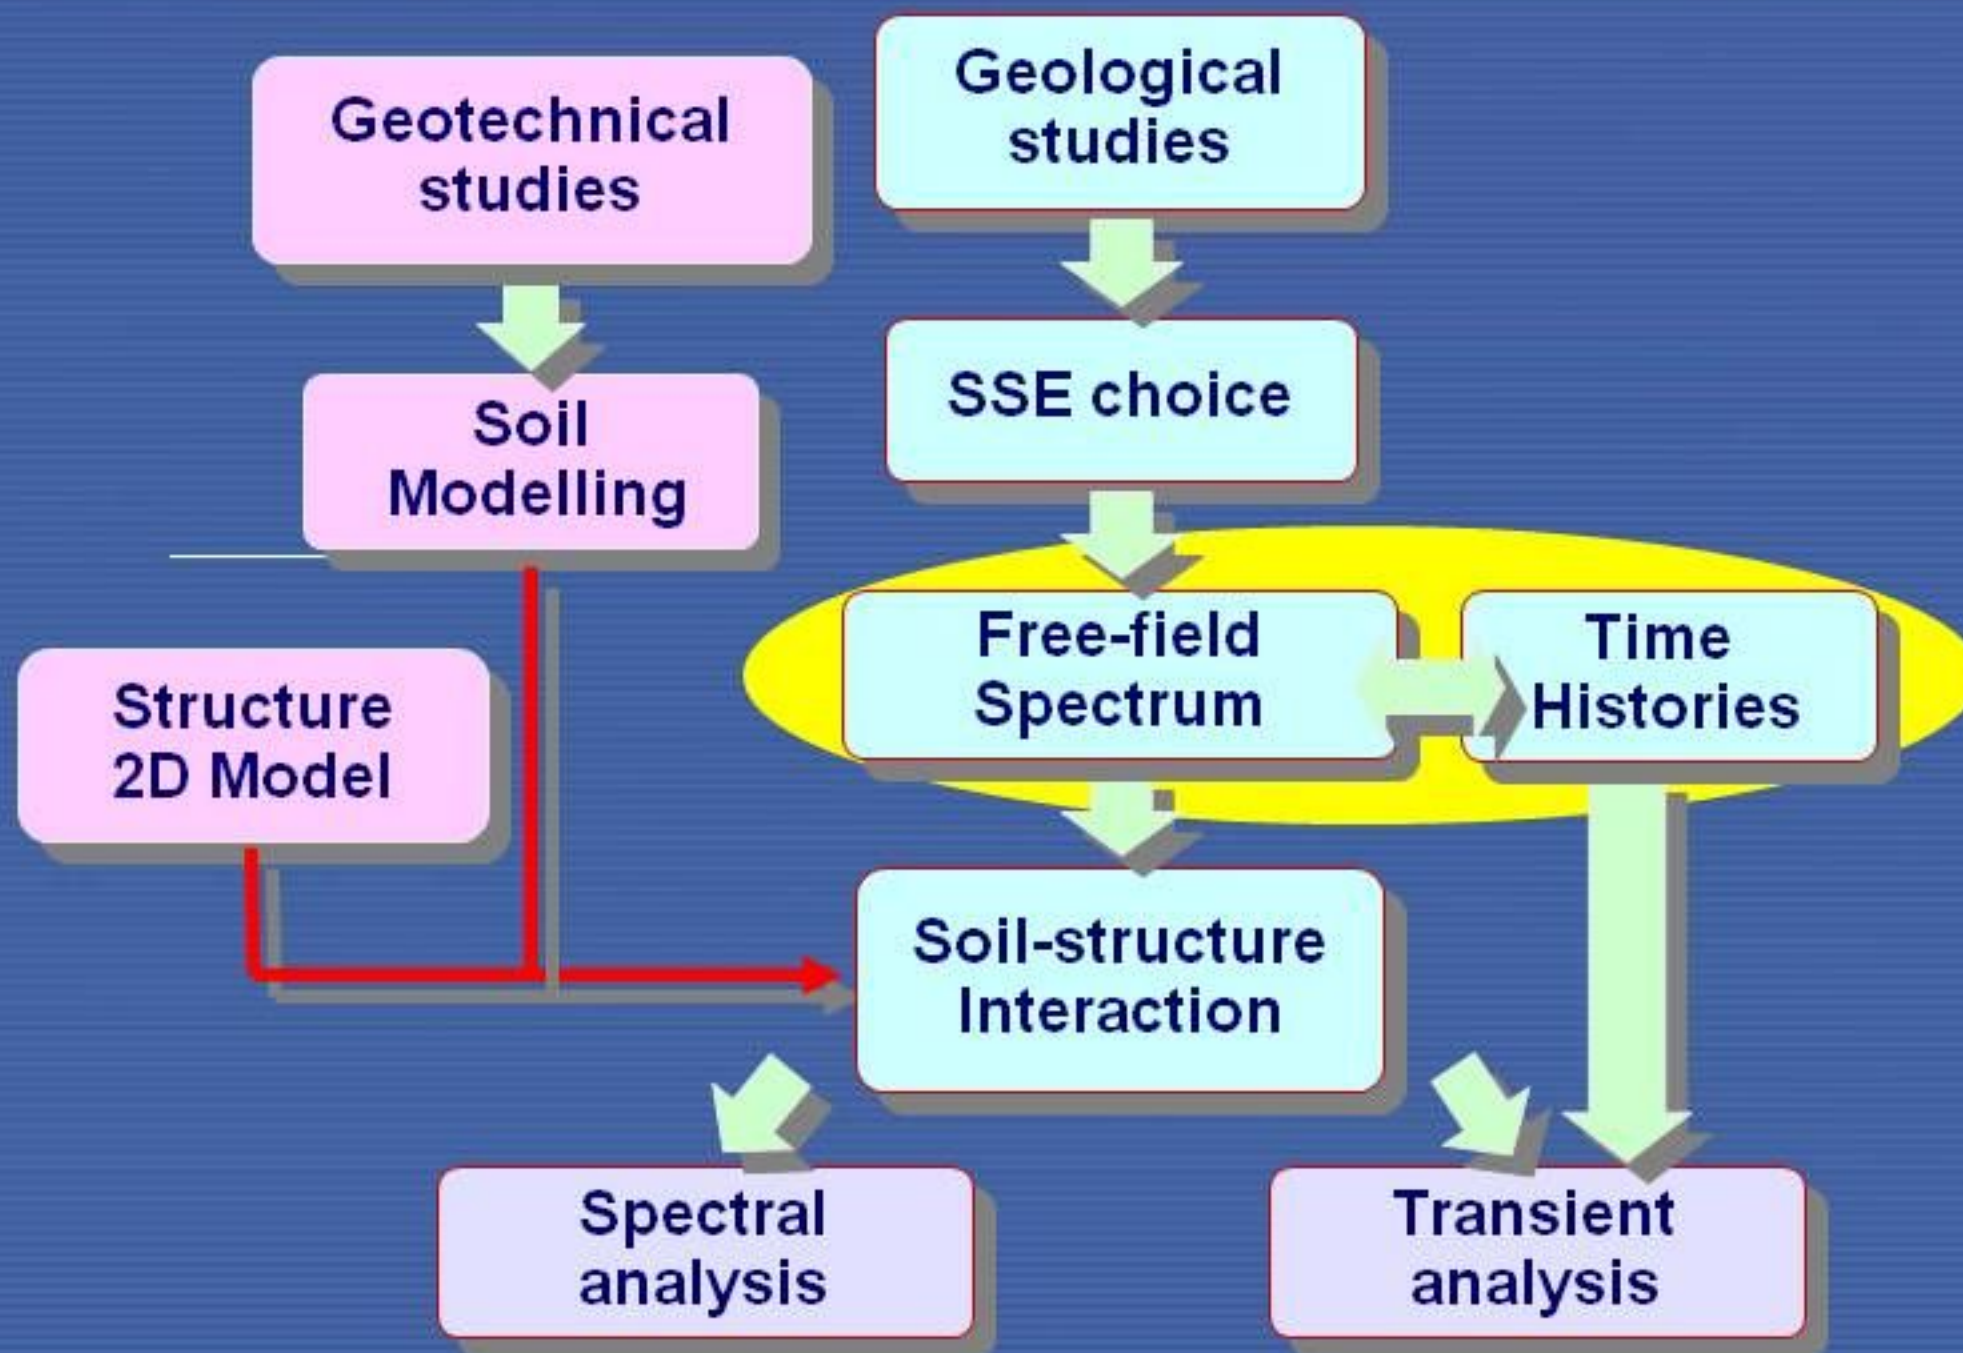 Geotechnical
studies
Geological
studies
Soil
Modelling
SSE choice
Structure
2D Model
Free-field
Spectrum
Time
Histories
Soil-structure
Interaction
Spectral
analysis
Transient
analysis